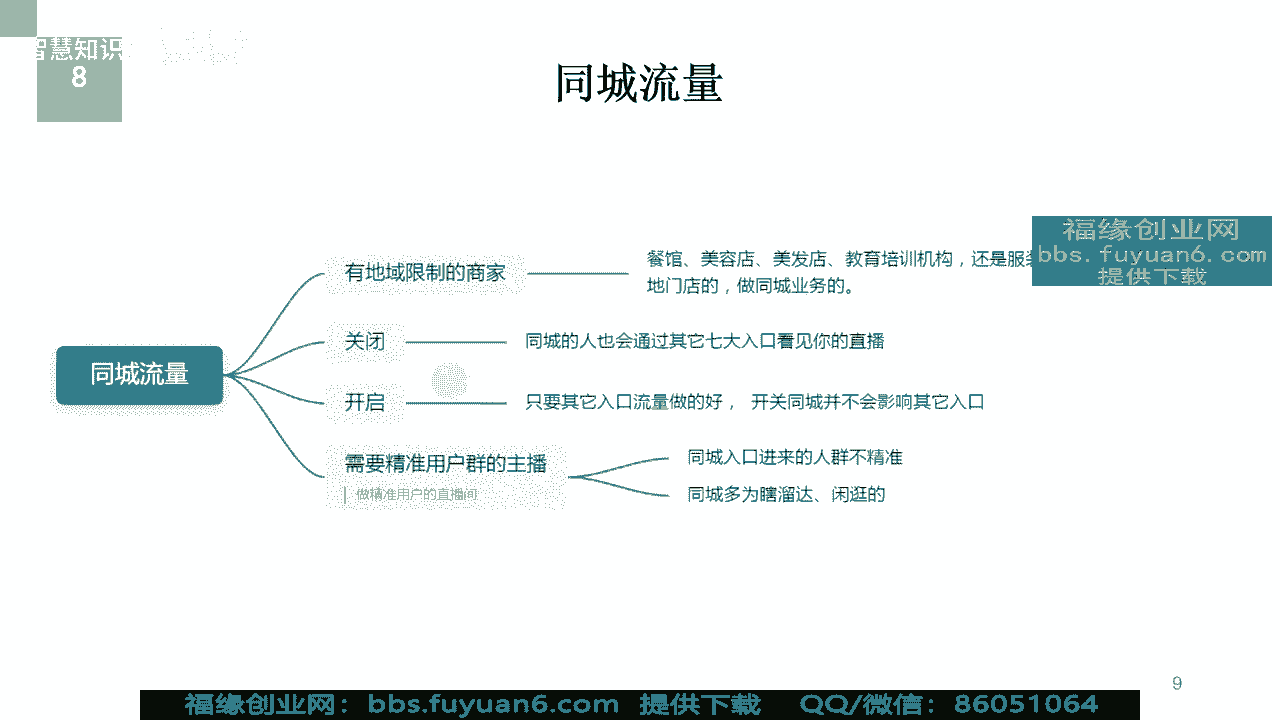 智慧知识
8
同城流量
有地域限制的商家
餐馆、美容店、美发店、教育培训机构，还是服装
地门店的，做同城业务的。
福缘创业网
bbs. fuyuan6. com
提供下载
关闭
同城的人也会通过其它七大入口看见你的直播
同城流量
开启
只要其它入口流量做的好， 开关同城并不会影响其它入口
需要精准用户群的主播
做精准用户的直播间
同城入口进来的人群不精准
同城多为瞎溜达、闲逛的
9
福缘创业网： bbs.fuyuan6.com 提供下载 QQ/微信：86051064